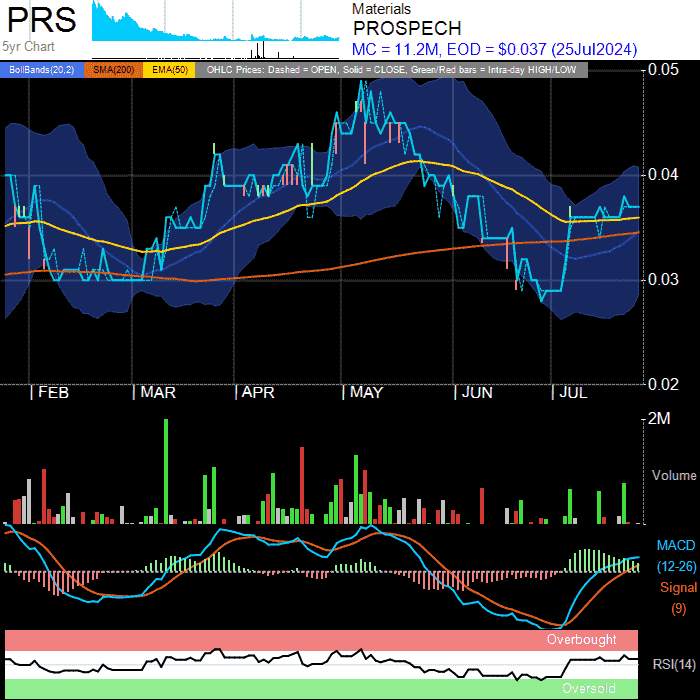 PRS
5yr Chart
Materials
PROSPECH
MC = 11.2M, EOD = $0.037 (25Jul2024)
BollBands(20,2) SMA(200) EMA(50) OHLC Prices: Dashed = OPEN, Solid = CLOSE, Green/Red bars = Intra-day HIGH/LOW
0.05
0.04
0.03
0.02
| FEB | MAR | APR | MAY | JUN | JUL
2M
Volume
MACD
(12-26)
Signal
(9)
Overbought
RSI(14)
Oversold